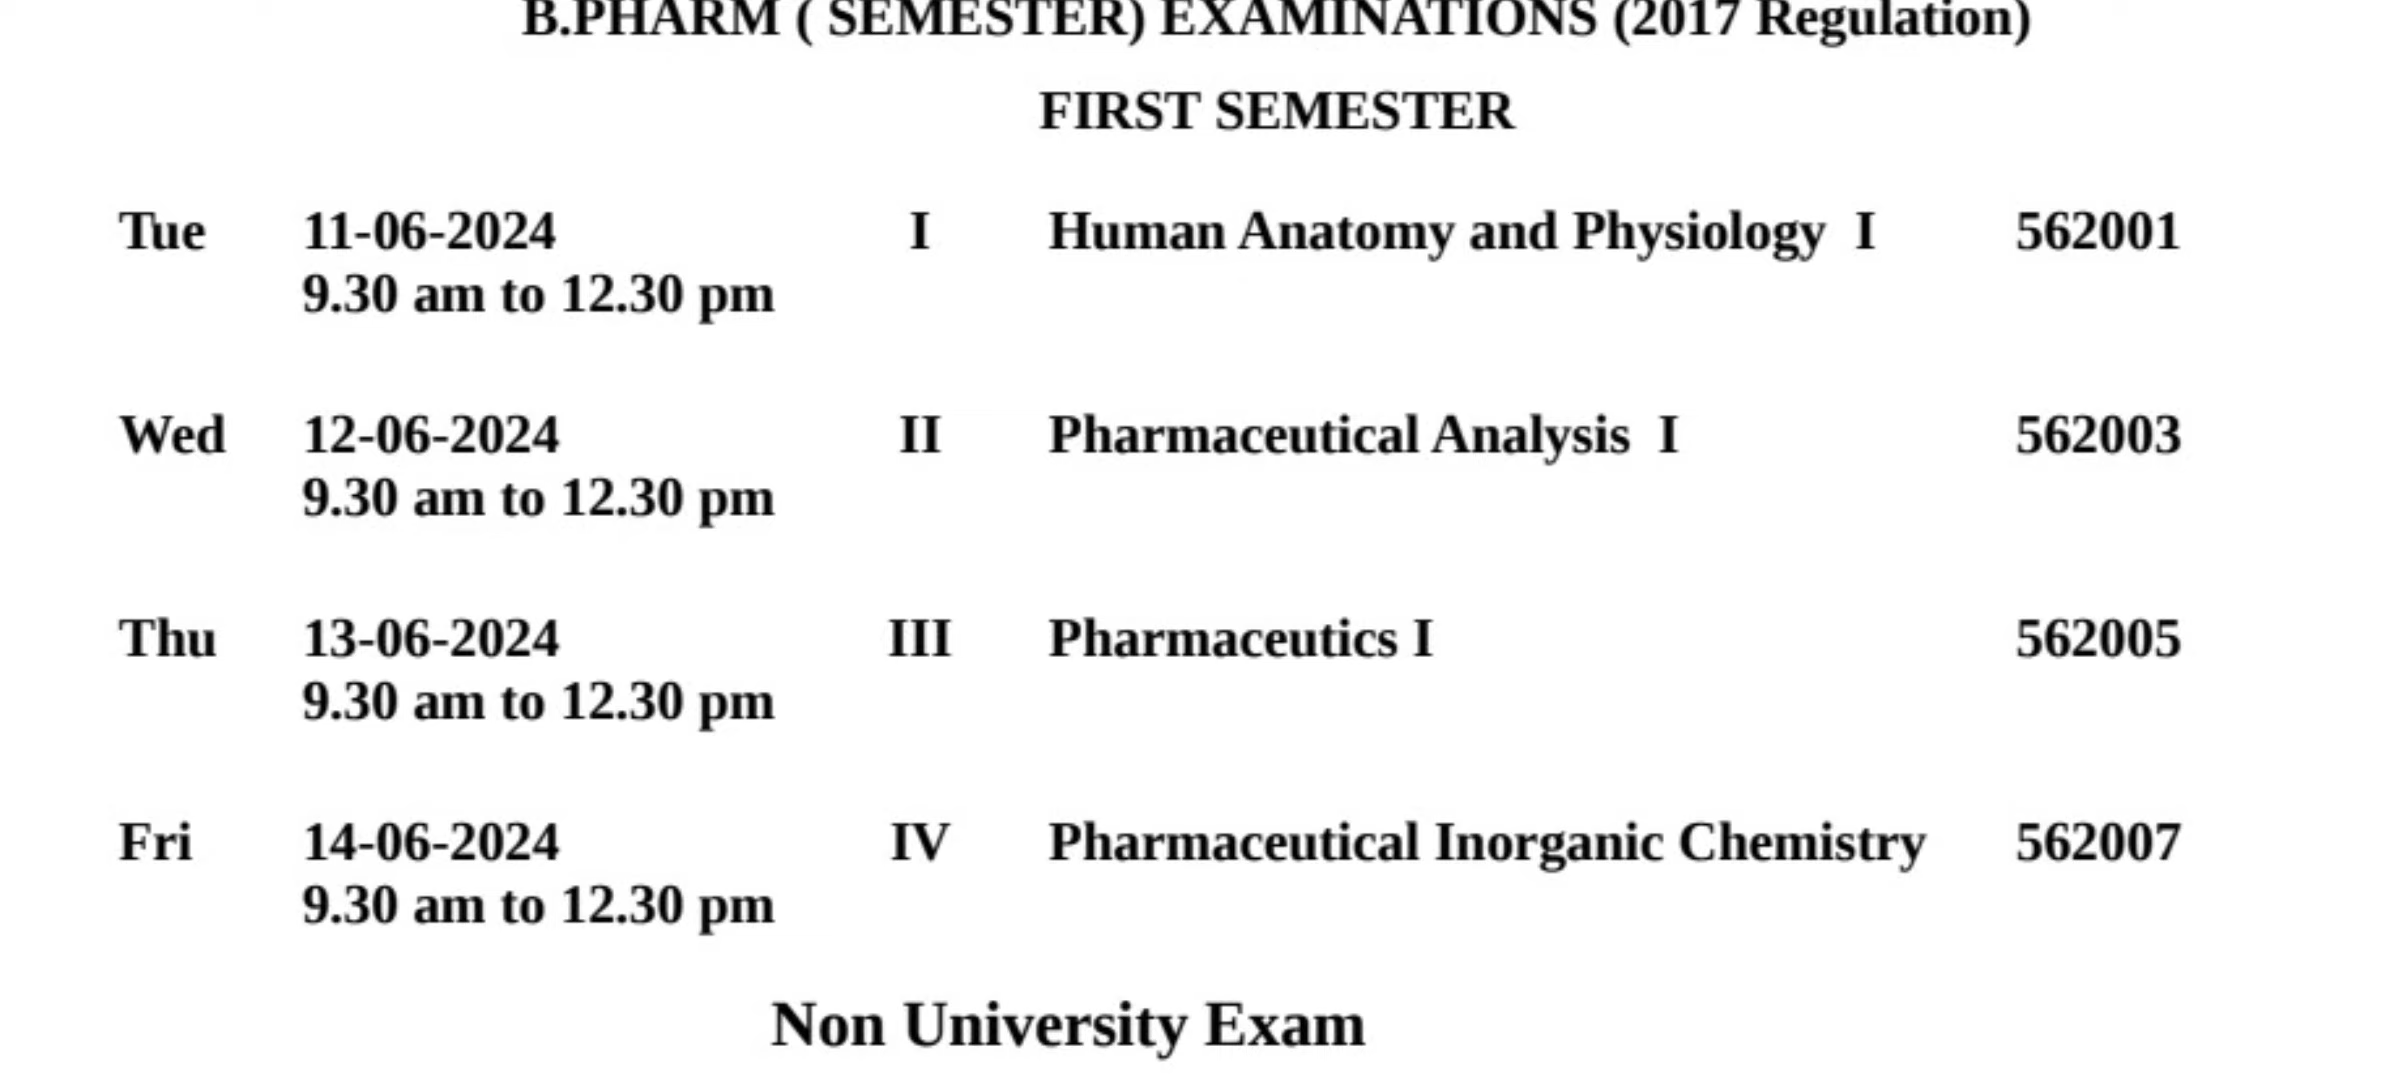 B.PHARM ( SEMESTER) EXAMINATIONS (2017 Regulation)
FIRST SEMESTER
Tue 11-06-2024 I Human Anatomy and Physiology I 562001
9.30 am to 12.30 pm
Wed 12-06-2024 II Pharmaceutical Analysis I 562003
9.30 am to 12.30 pm
Thu 13-06-2024 III Pharmaceutics I 562005
9.30 am to 12.30 pm
Fri 14-06-2024 IV Pharmaceutical Inorganic Chemistry 562007
9.30 am to 12.30 pm
Non University Exam